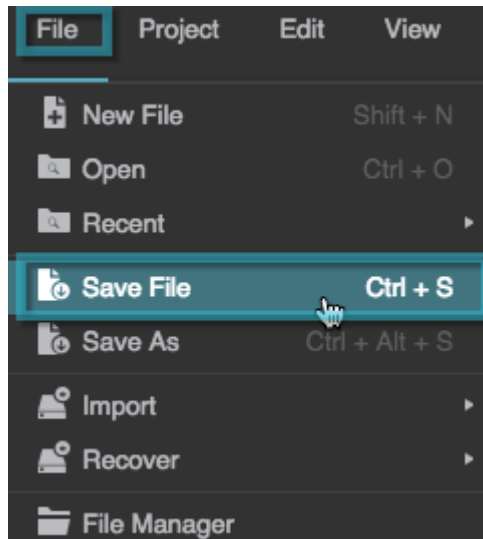 File Project Edit View
New File Shift + N
Open Ctrl + O
Recent
Save File Ctrl + S
Save As Ctrl + Alt + S
Import
Recover
File Manager